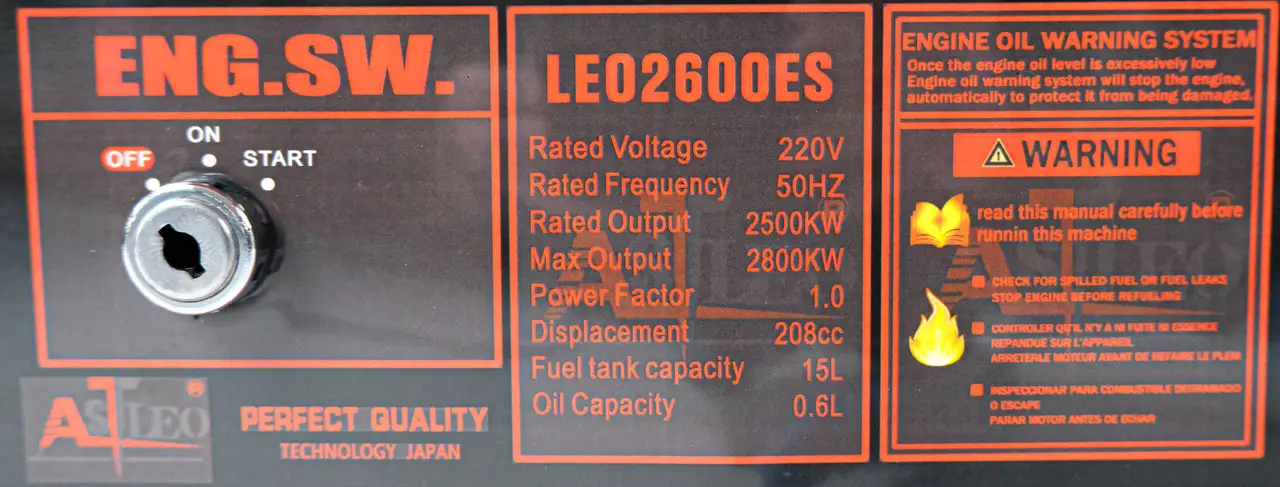 ENG.SW.
OFF
ON
START
ASTLEO®
PERFECT QUALITY
TECHNOLOGY JAPAN
LEO2600ES
Rated Voltage 220V
Rated Frequency 50HZ
Rated Output 2500KW
Max Output 2800KW
Power Factor 1.0
Displacement 208cc
Fuel tank capacity 15L
Oil Capacity 0.6L
ENGINE OIL WARNING SYSTEM
Once the engine oil level is excessively low
Engine oil warning system will stop the engine,
automatically to protect it from being damaged.
WARNING
read this manual carefully before
runnin this machine
CHECK FOR SPILLED FUEL OR FUEL LEAKS
STOP ENGINE BEFORE REFUELING
CONTROLER QU'IL N'Y A NI FUITE NI ESSENCE
REPANDUE SUR L'APPAREIL
ARRETERLE MOTEUR AVANT DE REFAIRE LE PLEIN
INSPECCIONAR PARA COMBUSTIBLE DERRAMADO
O ESCAPE
PARAR MOTOR ANTES DE ECHAR